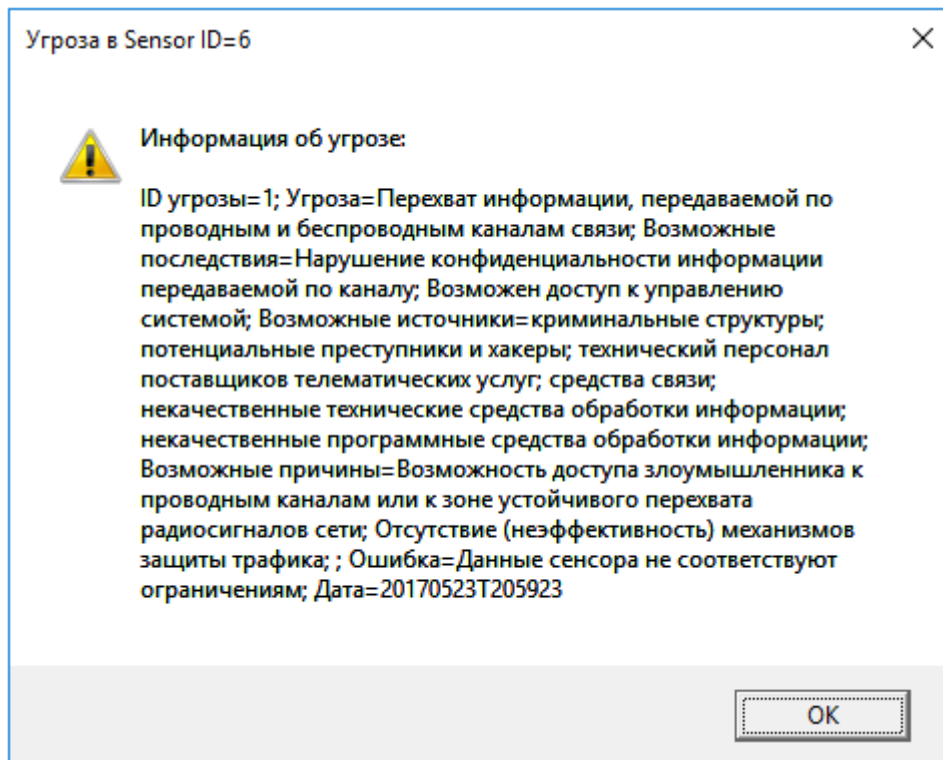 Угроза в Sensor ID=6
Информация об угрозе:
ID угрозы=1; Угроза=Перехват информации, передаваемой по
проводным и беспроводным каналам связи; Возможные
последствия=Нарушение конфиденциальности информации
передаваемой по каналу; Возможен доступ к управлению
системой; Возможные источники=криминальные структуры;
потенциальные преступники и хакеры; технический персонал
поставщиков телематических услуг; средства связи;
некачественные технические средства обработки информации;
некачественные программные средства обработки информации;
Возможные причины=Возможность доступа злоумышленника к
проводным каналам или к зоне устойчивого перехвата
радиосигналов сети; Отсутствие (неэффективность) механизмов
защиты трафика; ; Ошибка=Данные сенсора не соответствуют
ограничениям; Дата=20170523T205923
OK